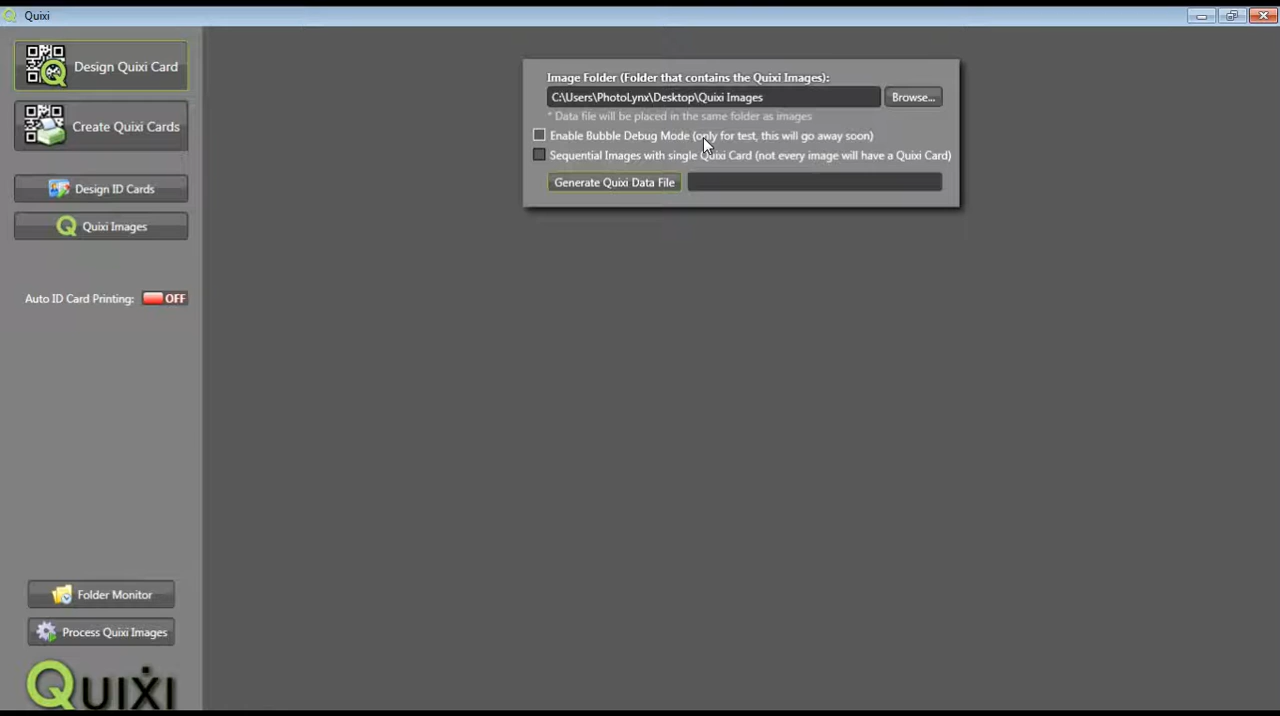 Quixi
Design Quixi Card
Create Quixi Cards
Design ID Cards
Quixi Images
Auto ID Card Printing: OFF
Image Folder (Folder that contains the Quixi Images):
C:\Users\PhotoLynx\Desktop\Quixi Images
Browse...
* Data file will be placed in the same folder as images
Enable Bubble Debug Mode (only for test, this will go away soon)
Sequential Images with single Quixi Card (not every image will have a Quixi Card)
Generate Quixi Data File
Folder Monitor
Process Quixi Images
Quixi